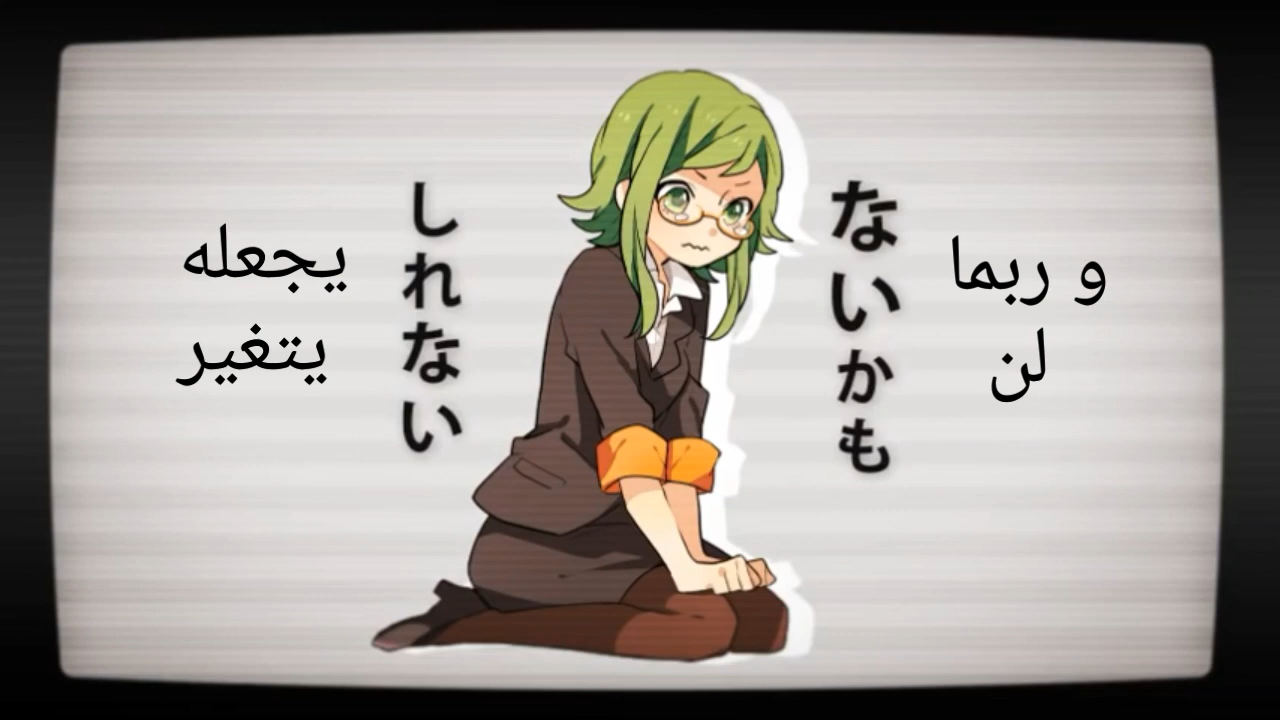 ないかも
しれない
و ربما
لن
يجعله
يتغير